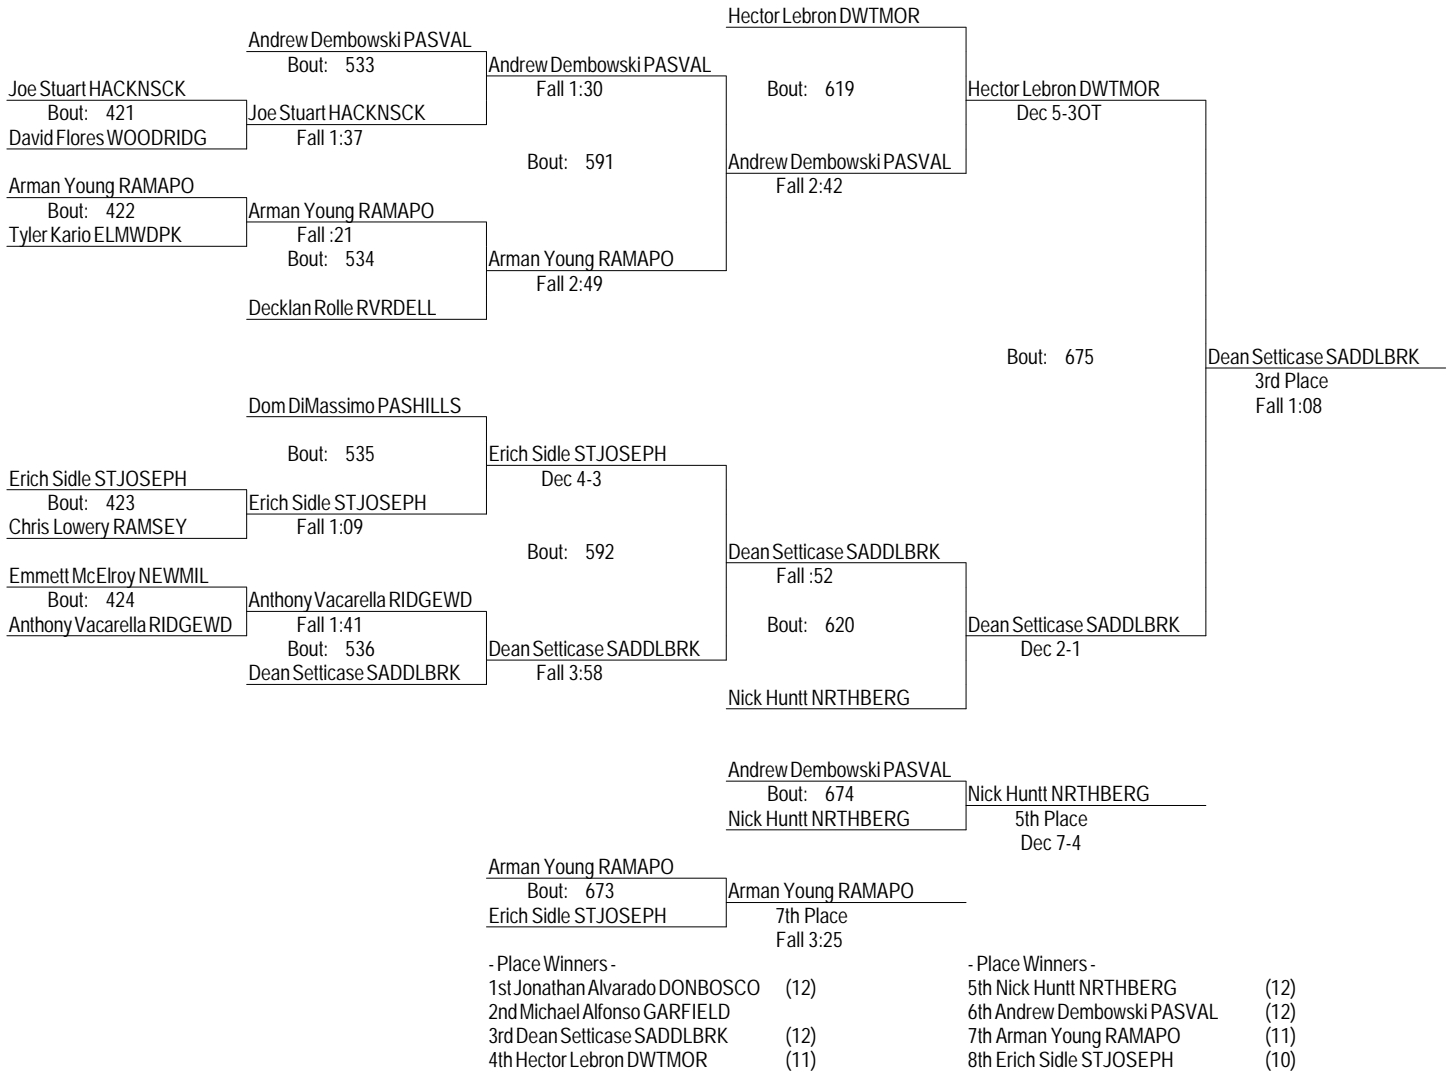 Hector Lebron DWTMOR
Andrew Dembowski PASVAL
Bout: 533
Andrew Dembowski PASVAL
Fall 1:30
Joe Stuart HACKNSCK
Bout: 421
David Flores WOODRIDG
Joe Stuart HACKNSCK
Fall 1:37
Bout: 619
Hector Lebron DWTMOR
Dec 5-3OT
Bout: 591
Andrew Dembowski PASVAL
Fall 2:42
Arman Young RAMAPO
Bout: 422
Tyler Kario ELMWDPK
Arman Young RAMAPO
Fall :21
Bout: 534
Arman Young RAMAPO
Fall 2:49
Decklan Rolle RVRDELL
Bout: 675
Dean Setticase SADDLBRK
3rd Place
Fall 1:08
Dom DiMassimo PASHILLS
Bout: 535
Erich Sidle STJOSEPH
Dec 4-3
Erich Sidle STJOSEPH
Bout: 423
Chris Lowery RAMSEY
Erich Sidle STJOSEPH
Fall 1:09
Bout: 592
Dean Setticase SADDLBRK
Fall :52
Emmett McElroy NEWMIL
Bout: 424
Anthony Vacarella RIDGEWD
Anthony Vacarella RIDGEWD
Fall 1:41
Bout: 536
Dean Setticase SADDLBRK
Dean Setticase SADDLBRK
Fall 3:58
Bout: 620
Dean Setticase SADDLBRK
Dec 2-1
Nick Huntt NRTHBERG
Andrew Dembowski PASVAL
Bout: 674
Nick Huntt NRTHBERG
Nick Huntt NRTHBERG
5th Place
Dec 7-4
Arman Young RAMAPO
Bout: 673
Erich Sidle STJOSEPH
Arman Young RAMAPO
7th Place
Fall 3:25
- Place Winners -
1st Jonathan Alvarado DONBOSCO (12)
2nd Michael Alfonso GARFIELD
3rd Dean Setticase SADDLBRK (12)
4th Hector Lebron DWTMOR (11)
- Place Winners -
5th Nick Huntt NRTHBERG (12)
6th Andrew Dembowski PASVAL (12)
7th Arman Young RAMAPO (11)
8th Erich Sidle STJOSEPH (10)